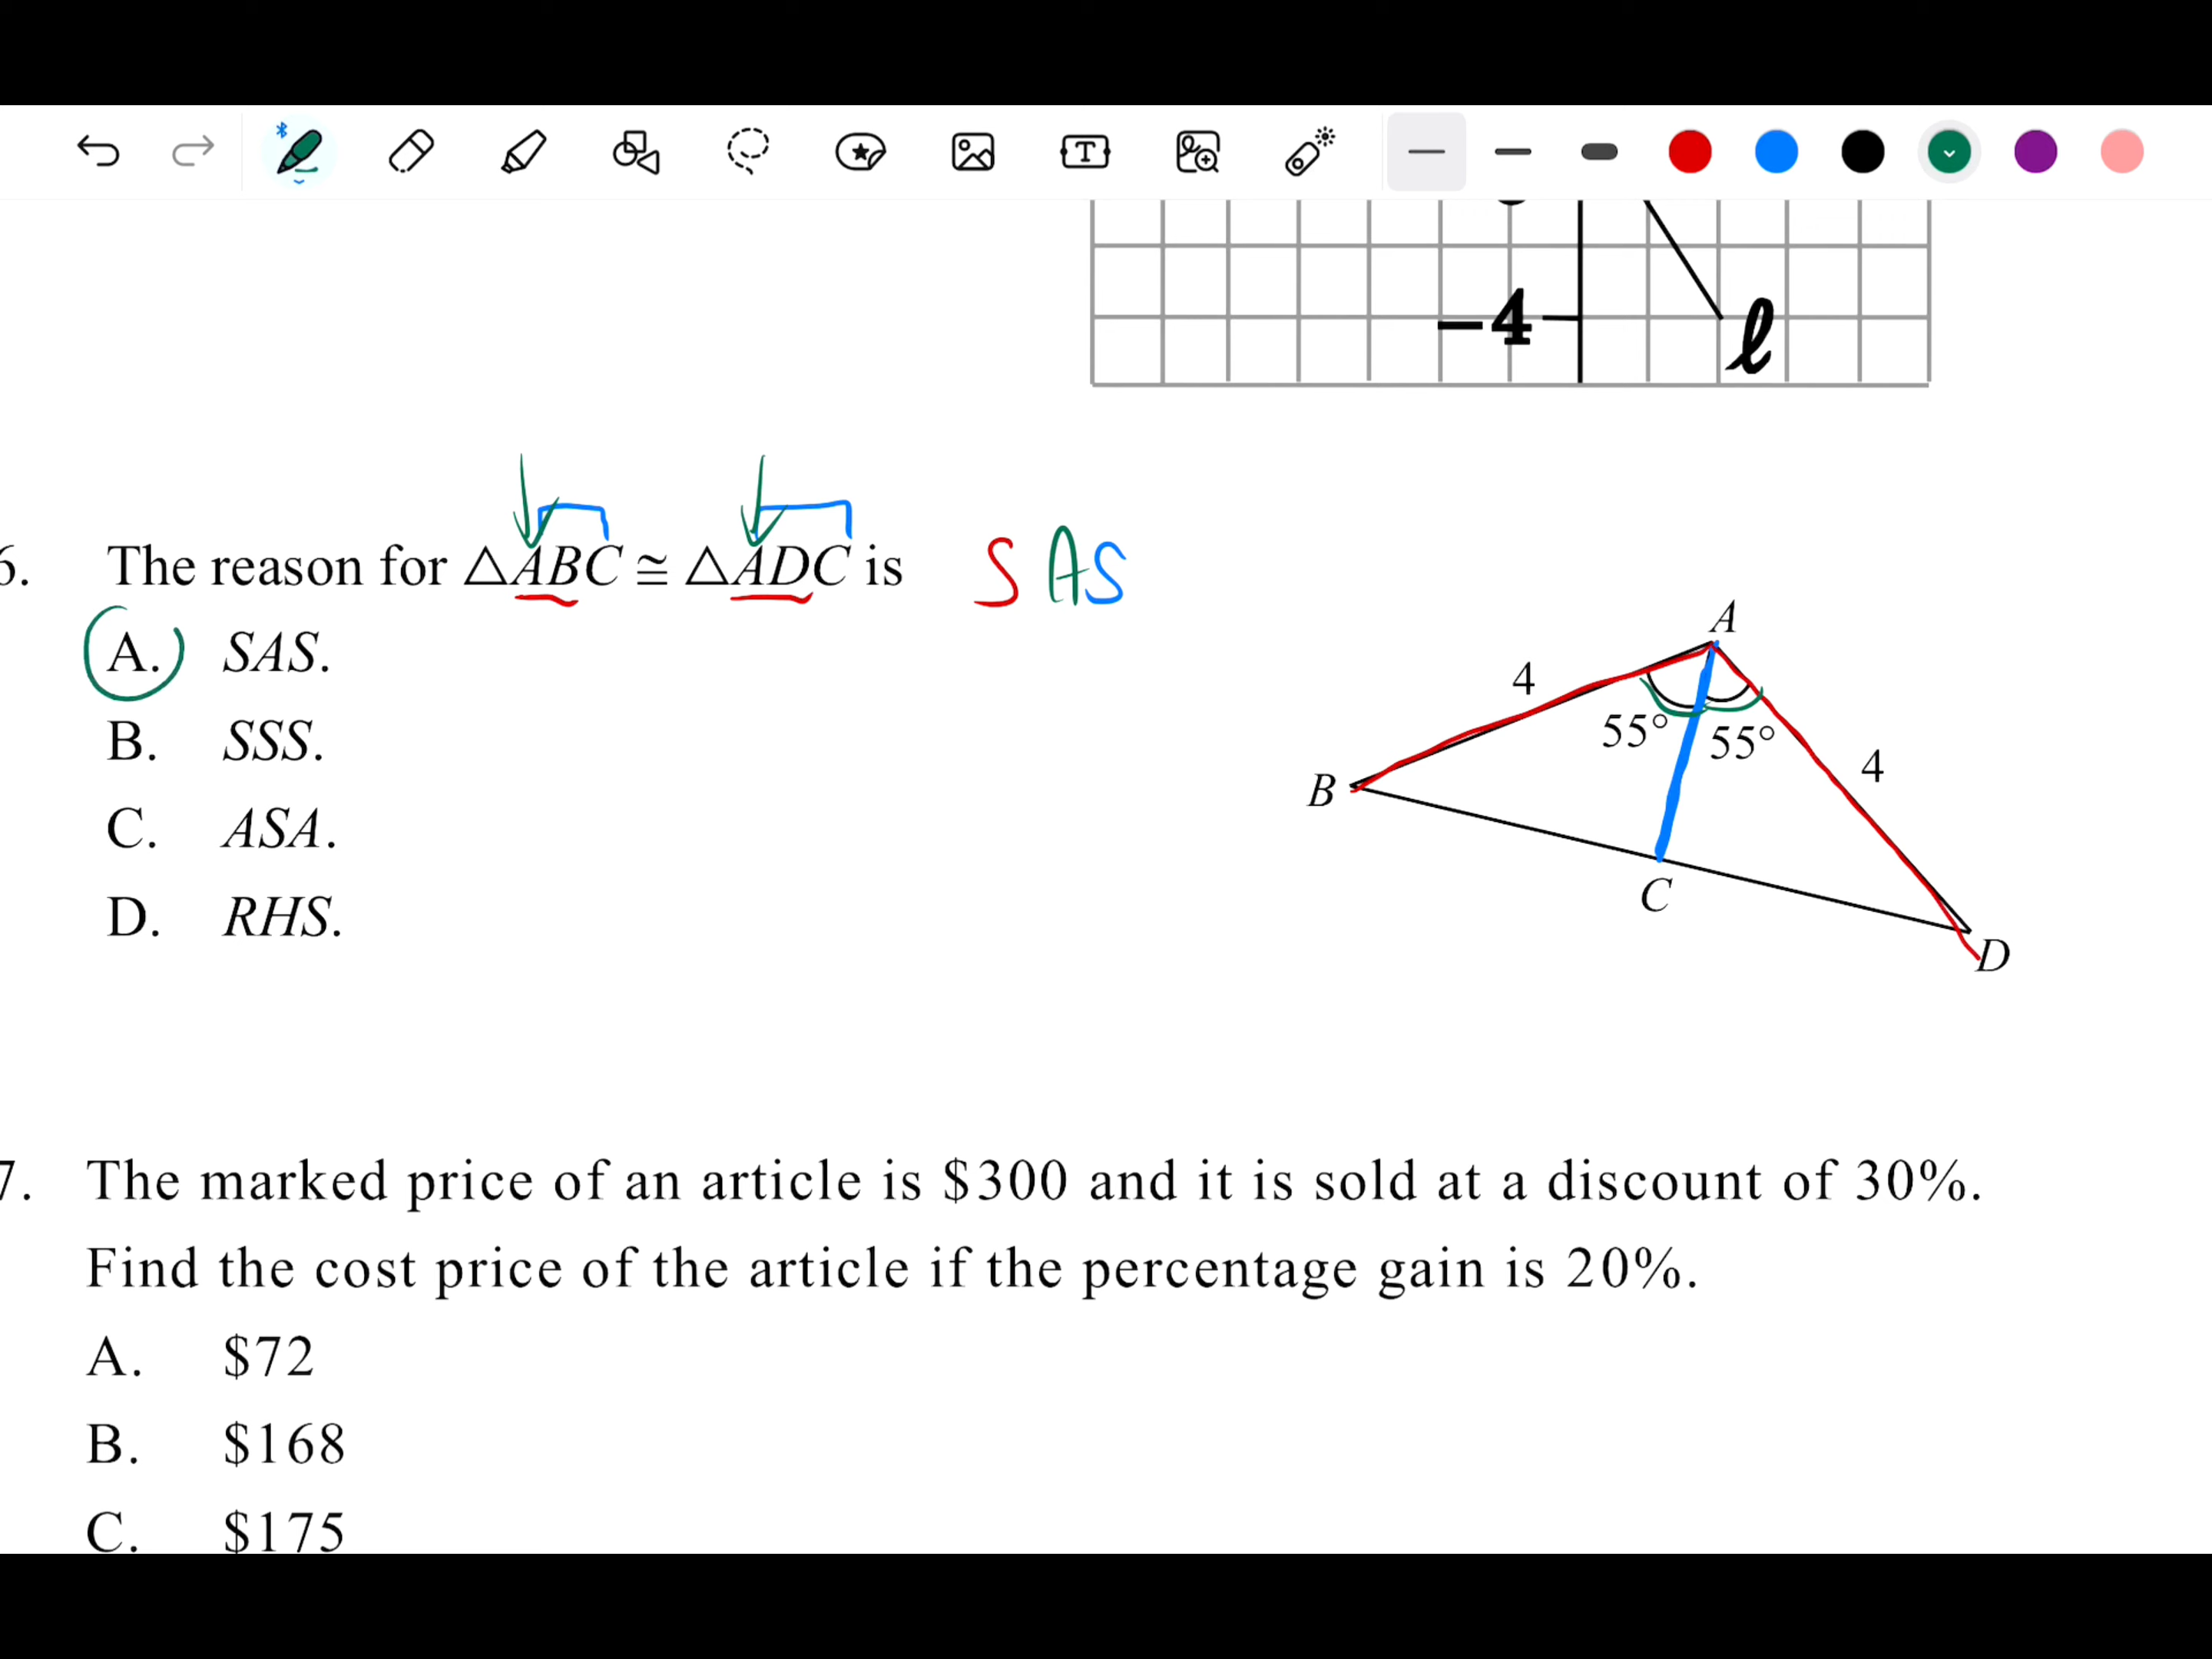 -4
ℓ
6. The reason for △ABC ≅ △ADC is SAS
A. SAS.
B. SSS.
C. ASA.
D. RHS.
A
4
55° 55°
4
B
C
D
7. The marked price of an article is $300 and it is sold at a discount of 30%.
Find the cost price of the article if the percentage gain is 20%.
A. $72
B. $168
C. $175